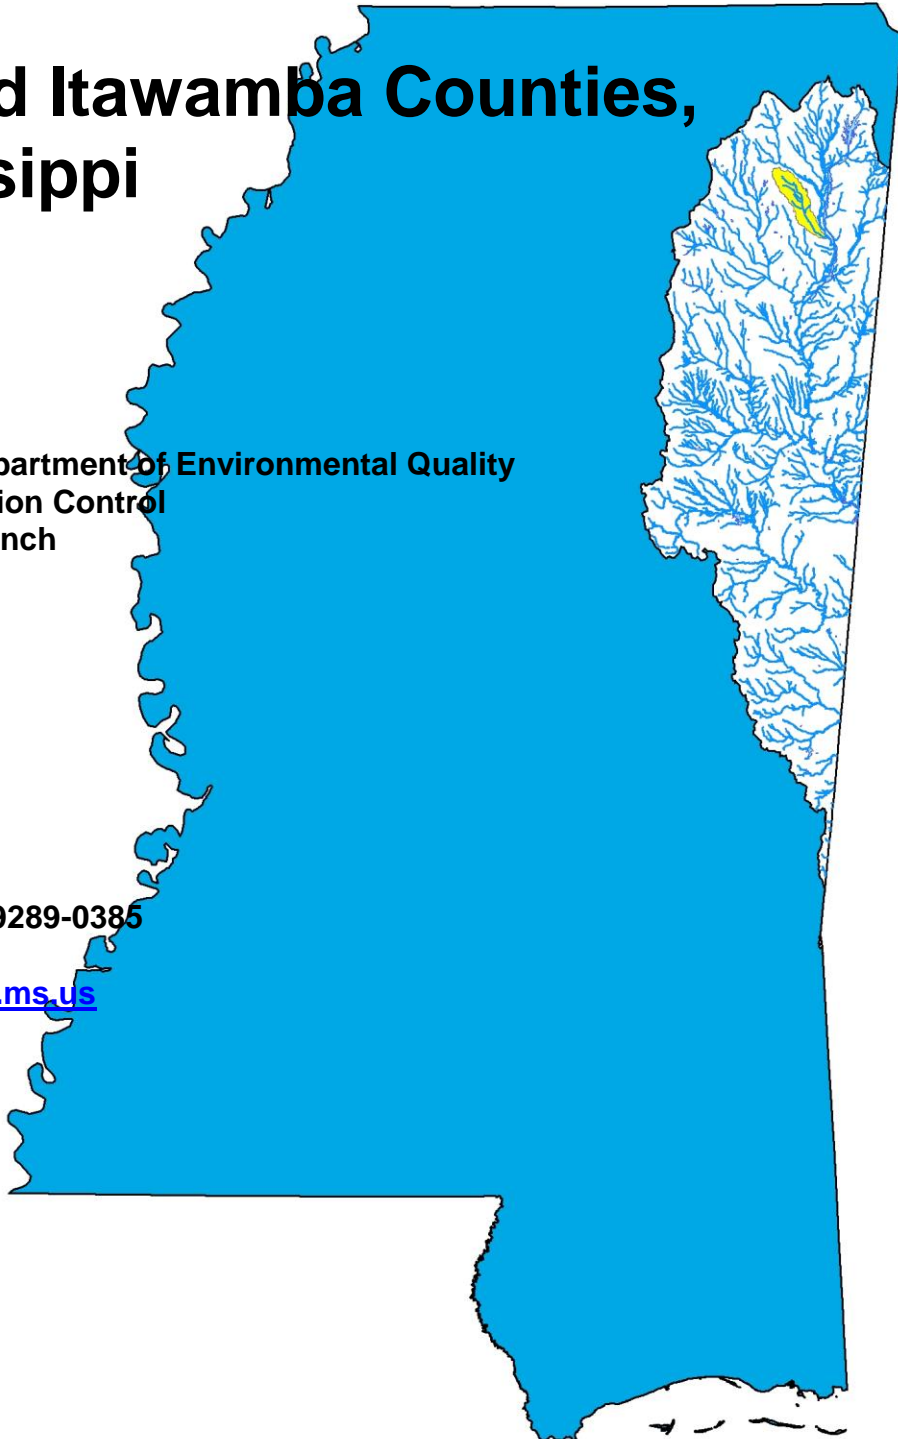 d Itawamba Counties,
sippi
partment of Environmental Quality
ion Control
nch
9289-0385
.ms.us